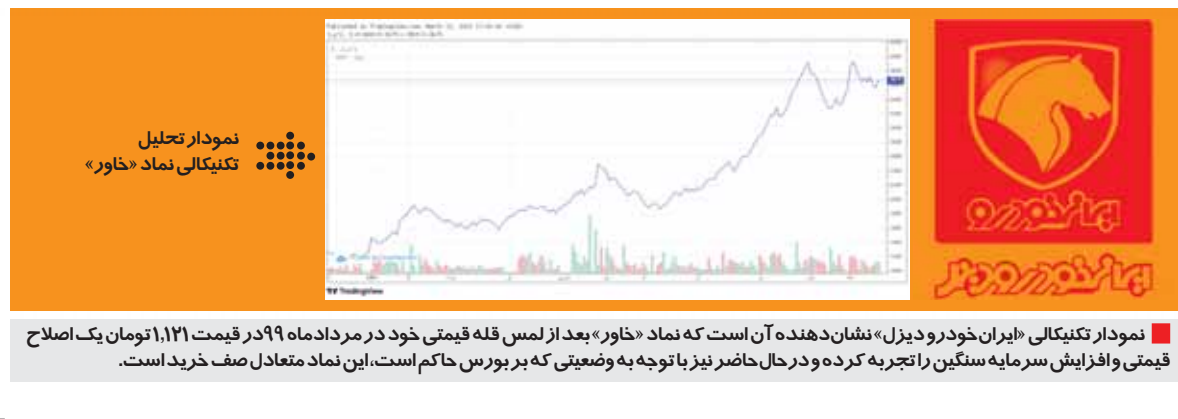 ایران خودرو
ایران خودرو دیزل
نمودار تحلیل
تکنیکالی نماد «خاور»
TradingView
نمودار تکنیکالی «ایران‌خودرو دیزل» نشان‌دهنده آن است که نماد «خاور» بعد از لمس قله قیمتی خود در مردادماه ۹۹ در قیمت ۱,۱۲۱ تومان یک اصلاح
قیمتی و افزایش سرمایه سنگین را تجربه کرده و در حال‌حاضر نیز با توجه به وضعیتی که بر بورس حاکم است، این نماد متعادل صف خرید است.